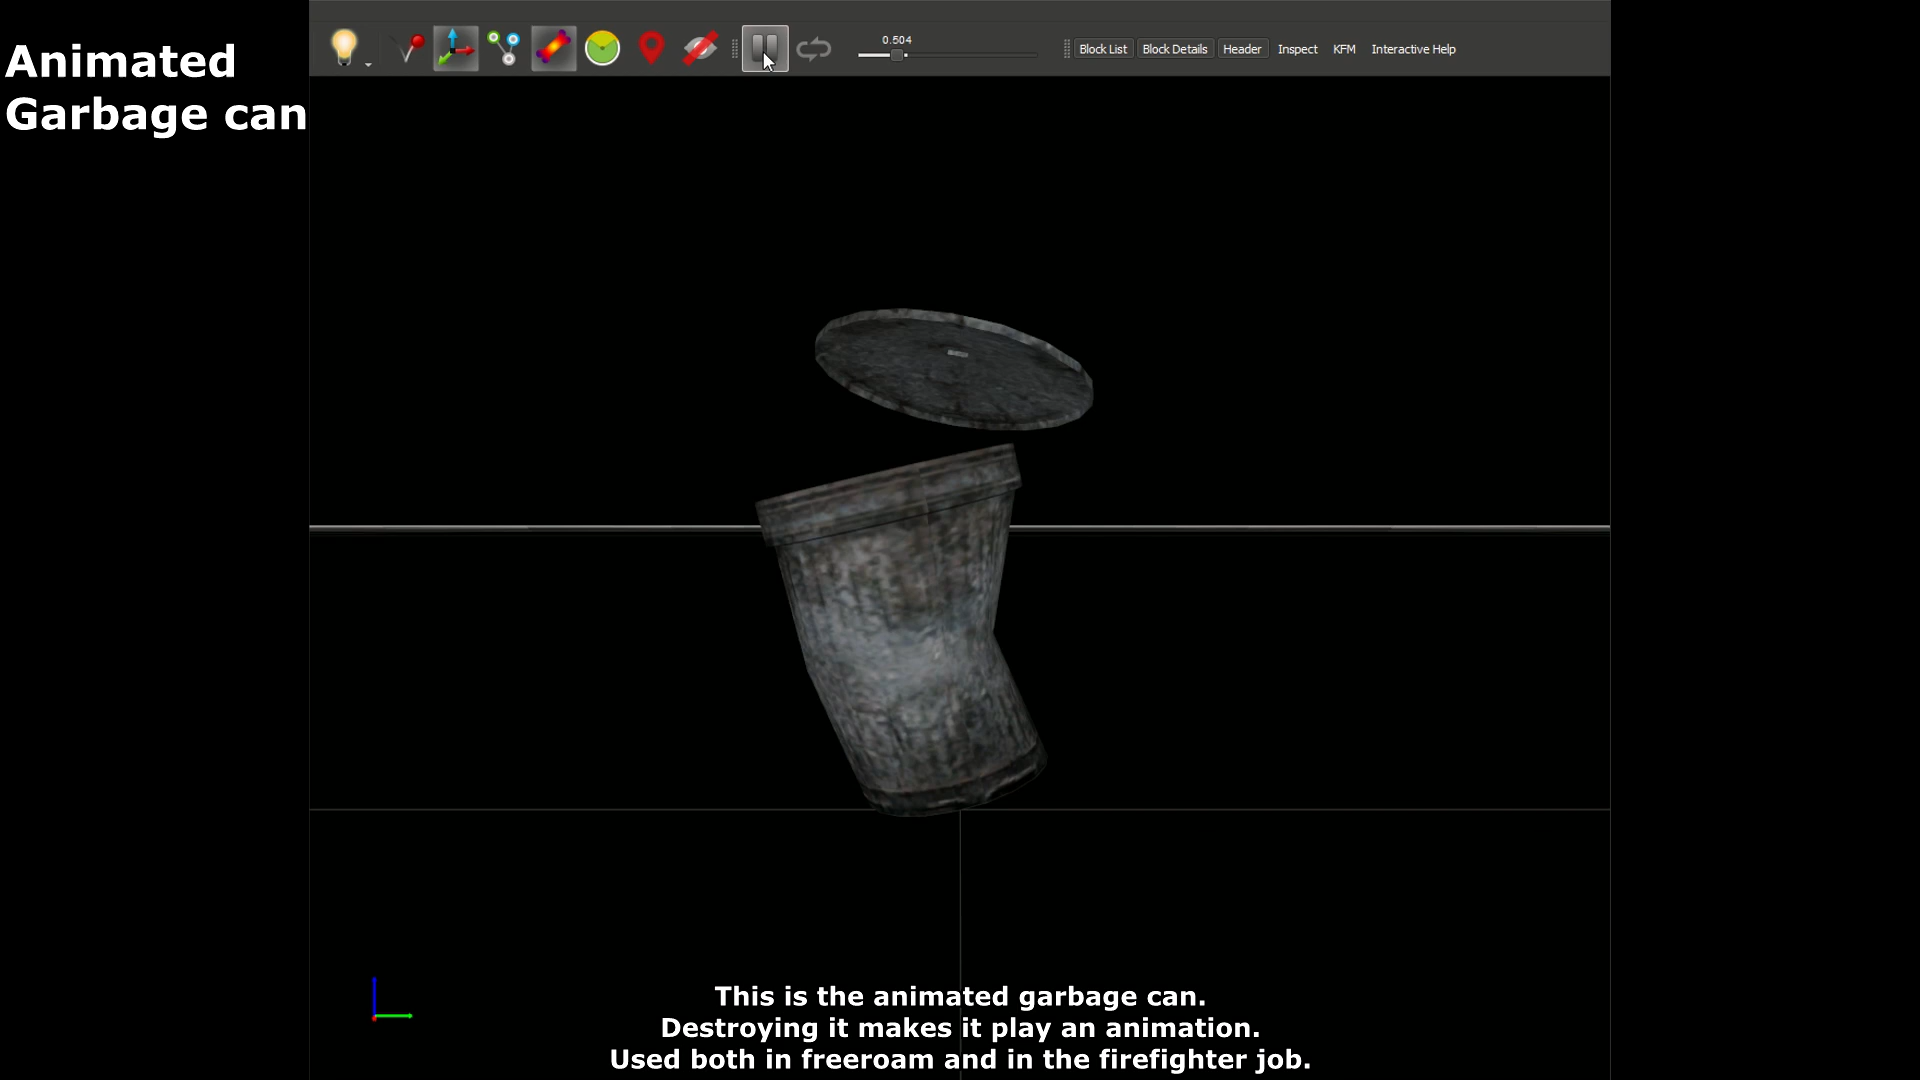 Animated
Garbage can
0.504
Block List
Block Details
Header
Inspect
KFM
Interactive Help
This is the animated garbage can.
Destroying it makes it play an animation.
Used both in freeroam and in the firefighter job.